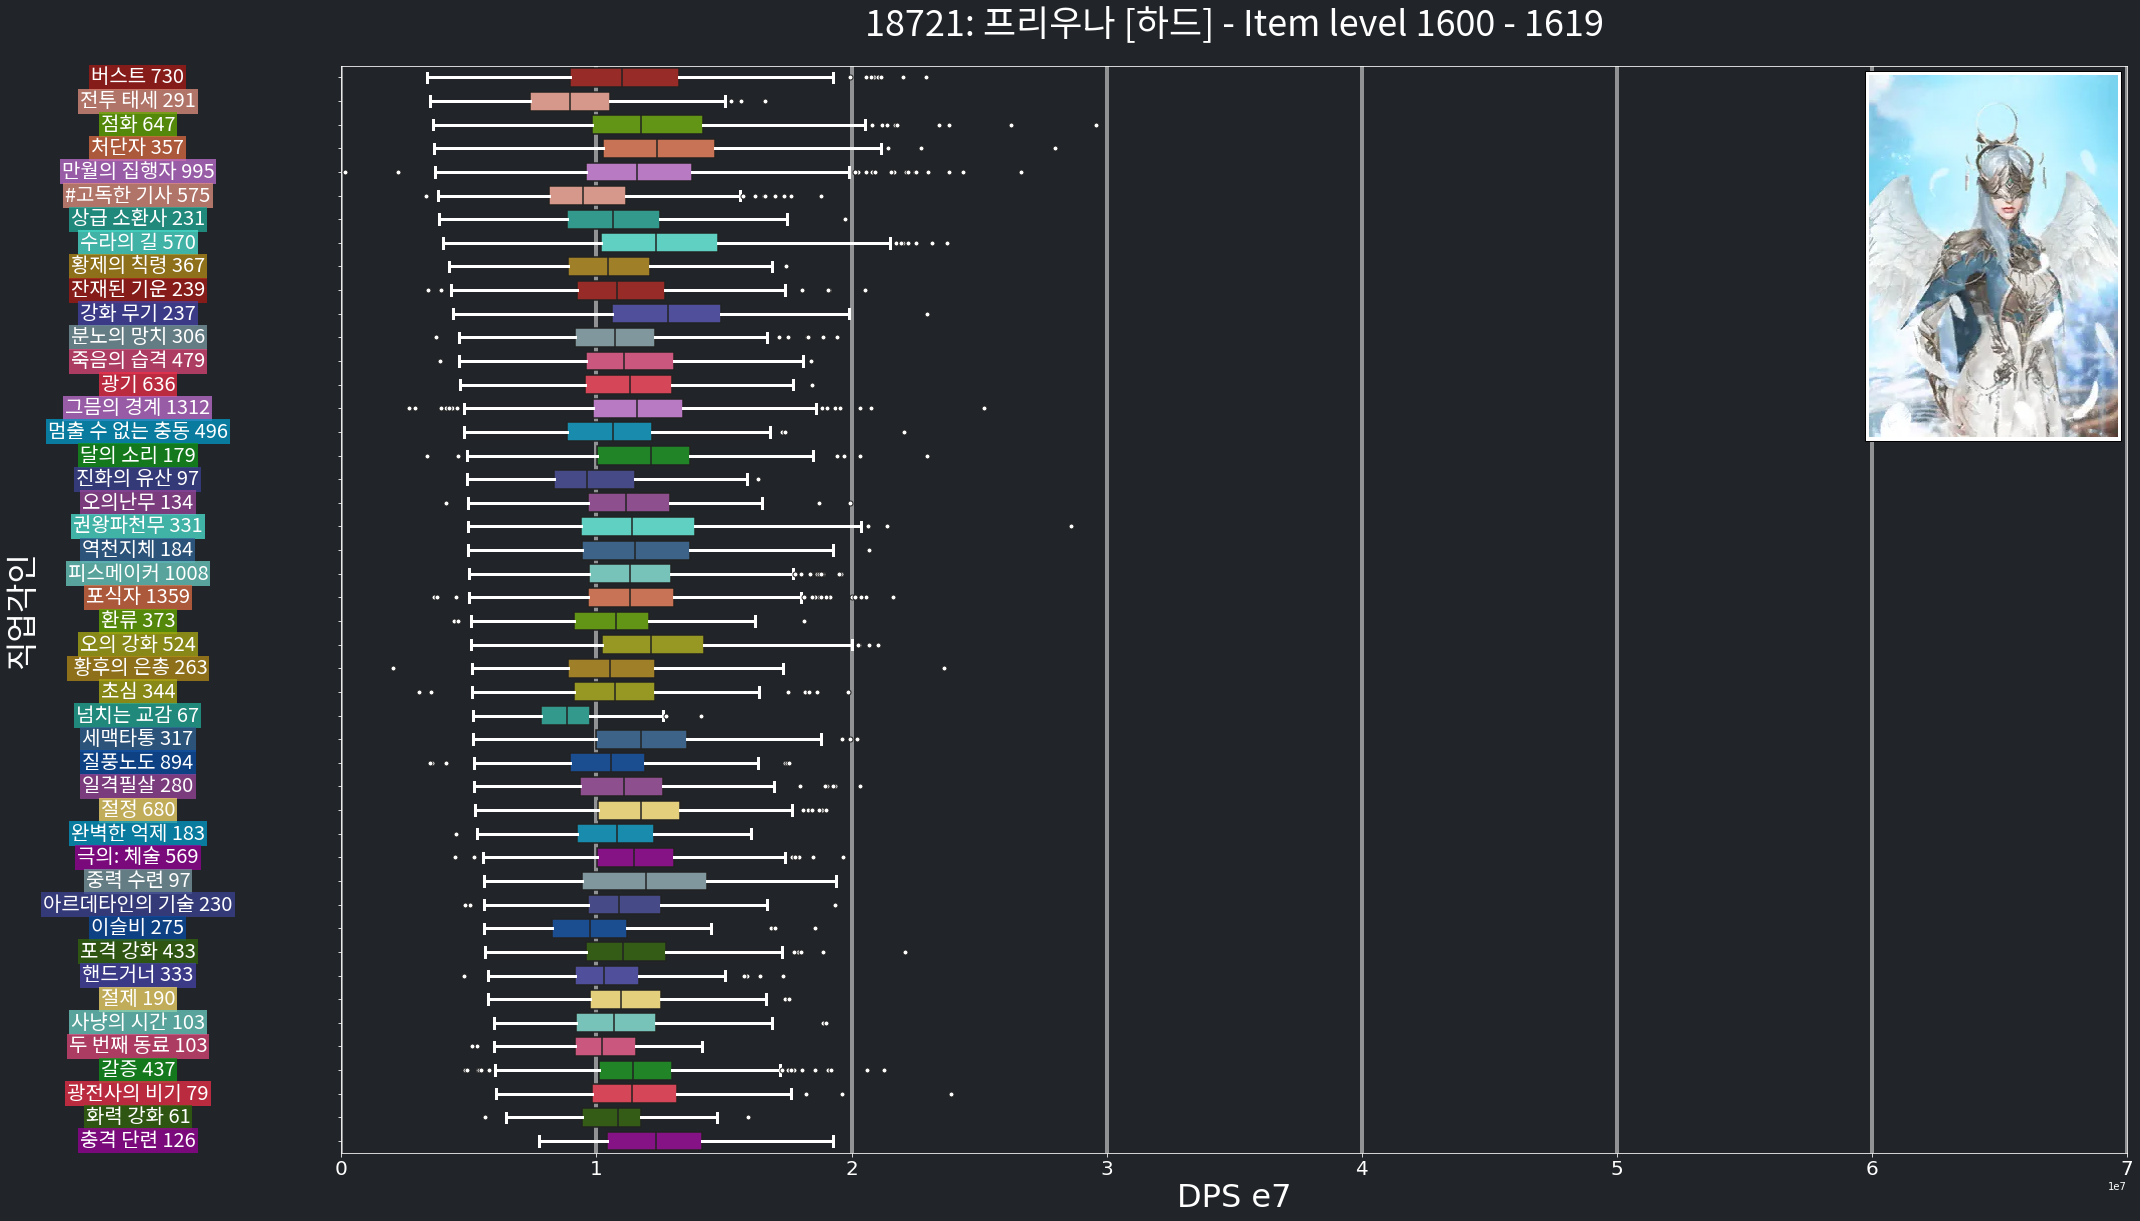 18721: 프리우나 [하드] - Item level 1600 - 1619
버스트 730
전투 태세 291
점화 647
처단자 357
만월의 집행자 995
#고독한 기사 575
상급 소환사 231
수라의 길 570
황제의 칙령 367
잔재된 기운 239
강화 무기 237
분노의 망치 306
죽음의 습격 479
광기 636
그믐의 경계 1312
멈출 수 없는 충동 496
달의 소리 179
진화의 유산 97
오의난무 134
권왕파천무 331
역천지체 184
피스메이커 1008
포식자 1359
환류 373
오의 강화 524
황후의 은총 263
초심 344
넘치는 교감 67
세맥타통 317
질풍노도 894
일격필살 280
절정 680
완벽한 억제 183
극의: 체술 569
중력 수련 97
아르데타인의 기술 230
이슬비 275
포격 강화 433
핸드거너 333
절제 190
사냥의 시간 103
두 번째 동료 103
갈증 437
광전사의 비기 79
화력 강화 61
충격 단련 126
직업각인
0 1 2 3 4 5 6 7
1e7
DPS e7